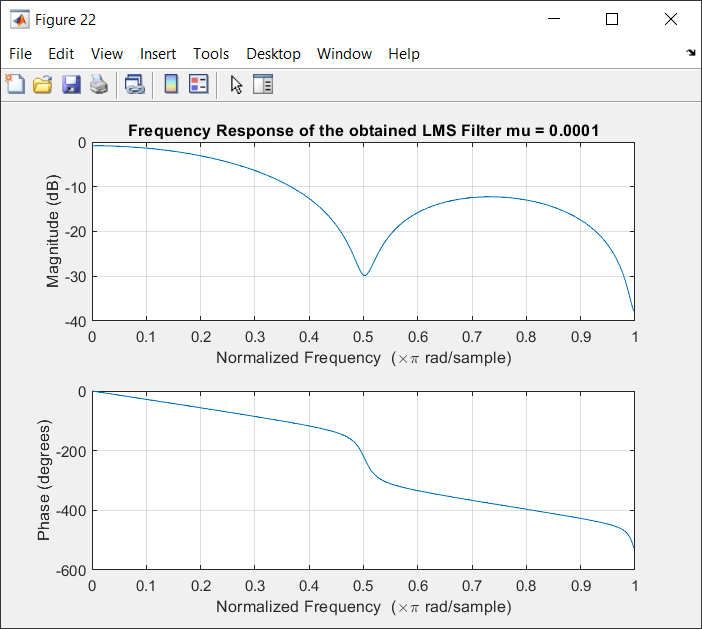 Figure 22
File Edit View Insert Tools Desktop Window Help
Frequency Response of the obtained LMS Filter mu = 0.0001
0
-10
-20
-30
-40
Magnitude (dB)
0 0.1 0.2 0.3 0.4 0.5 0.6 0.7 0.8 0.9 1
Normalized Frequency (×π rad/sample)
0
-200
-400
-600
Phase (degrees)
0 0.1 0.2 0.3 0.4 0.5 0.6 0.7 0.8 0.9 1
Normalized Frequency (×π rad/sample)